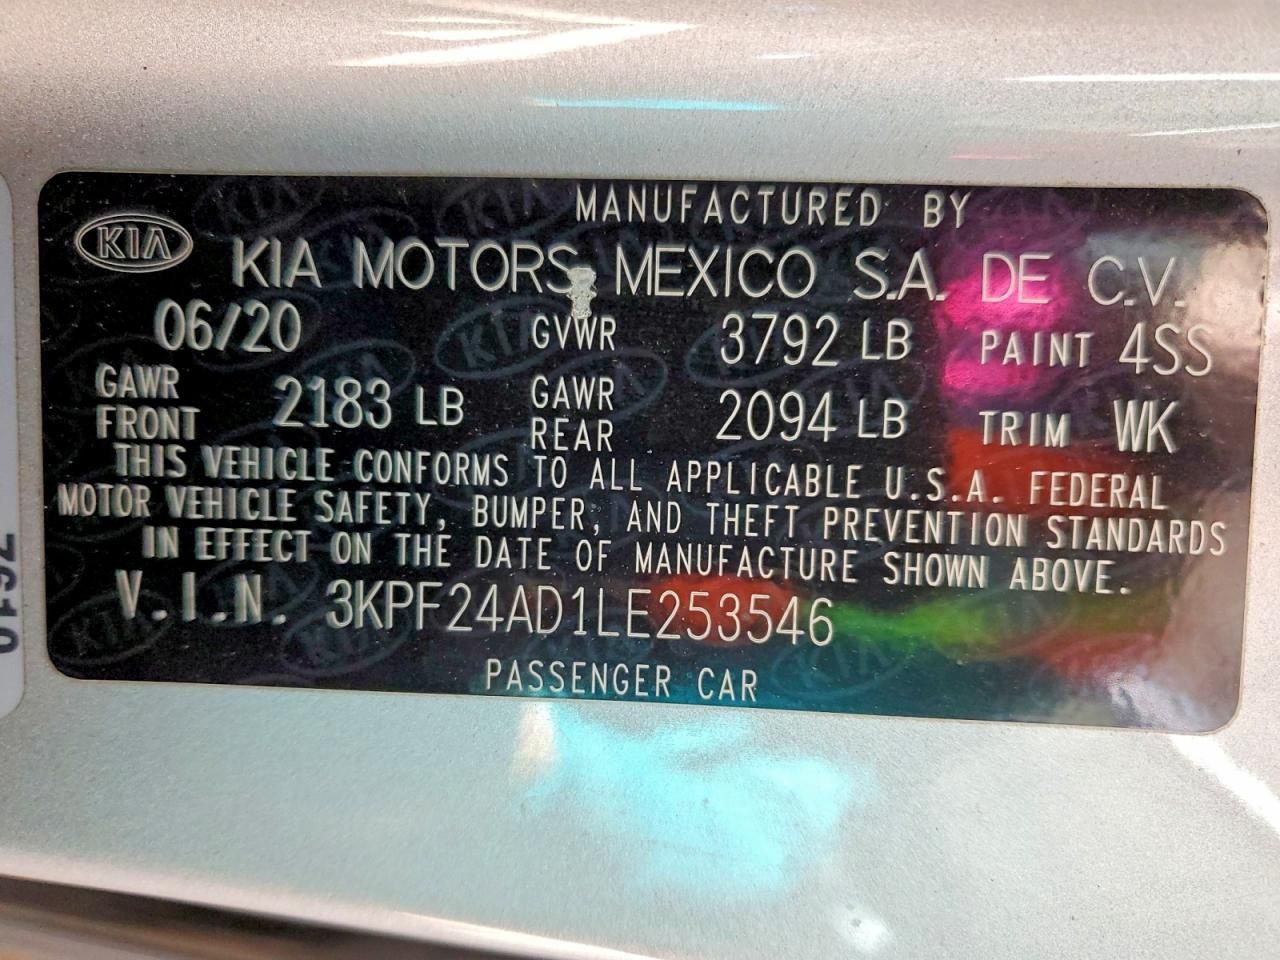 MANUFACTURED BY
KIA
KIA MOTORS MEXICO S.A. DE C.V.
06/20 GVWR 3792 LB PAINT 4SS
GAWR FRONT 2183 LB GAWR REAR 2094 LB TRIM WK
THIS VEHICLE CONFORMS TO ALL APPLICABLE U.S.A. FEDERAL
MOTOR VEHICLE SAFETY, BUMPER, AND THEFT PREVENTION STANDARDS
IN EFFECT ON THE DATE OF MANUFACTURE SHOWN ABOVE.
V.I.N. 3KPF24AD1LE253546
PASSENGER CAR